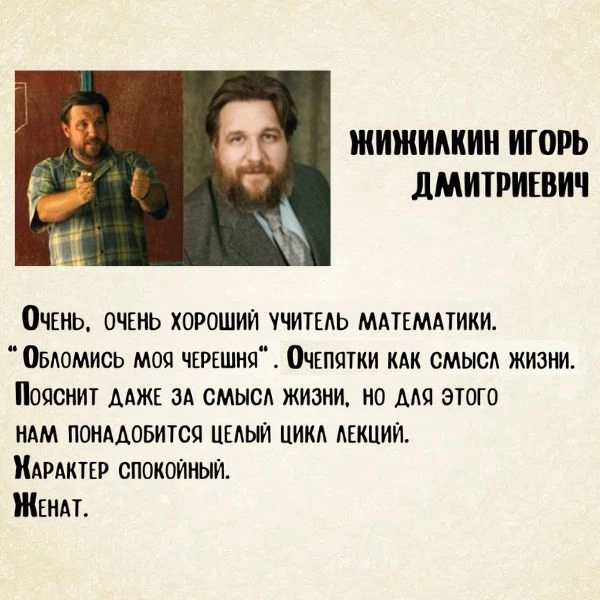 ЖИЖИЛКИН ИГОРЬ
ДМИТРИЕВИЧ
Очень, очень хороший учитель математики.
“Обломись моя черешня”. Очепятки как смысл жизни.
Пояснит даже за смысл жизни, но для этого
нам понадобится целый цикл лекций.
Характер спокойный.
Женат.